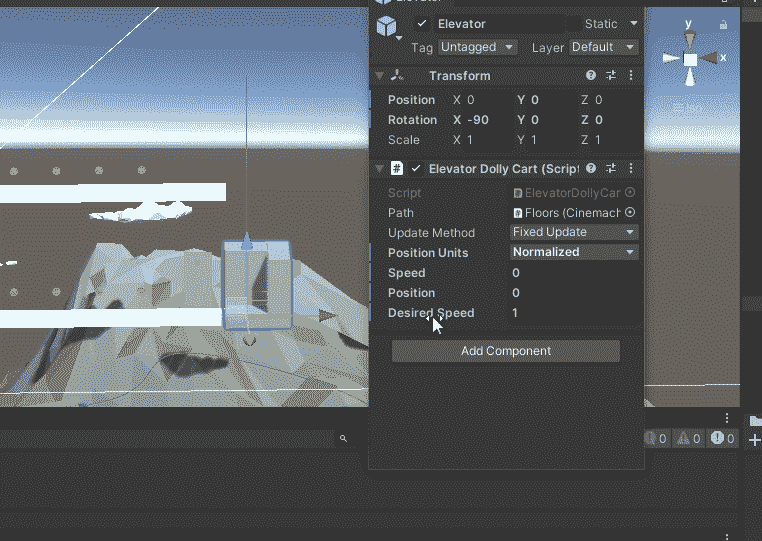 Elevator
Static
Tag Untagged Layer Default
Transform
Position X 0 Y 0 Z 0
Rotation X -90 Y 0 Z 0
Scale X 1 Y 1 Z 1
# Elevator Dolly Cart (Script
Script # ElevatorDollyCar
Path # Floors (Cinemach
Update Method Fixed Update
Position Units Normalized
Speed 0
Position 0
Desired Speed 1
Add Component
y
x
0 0 0